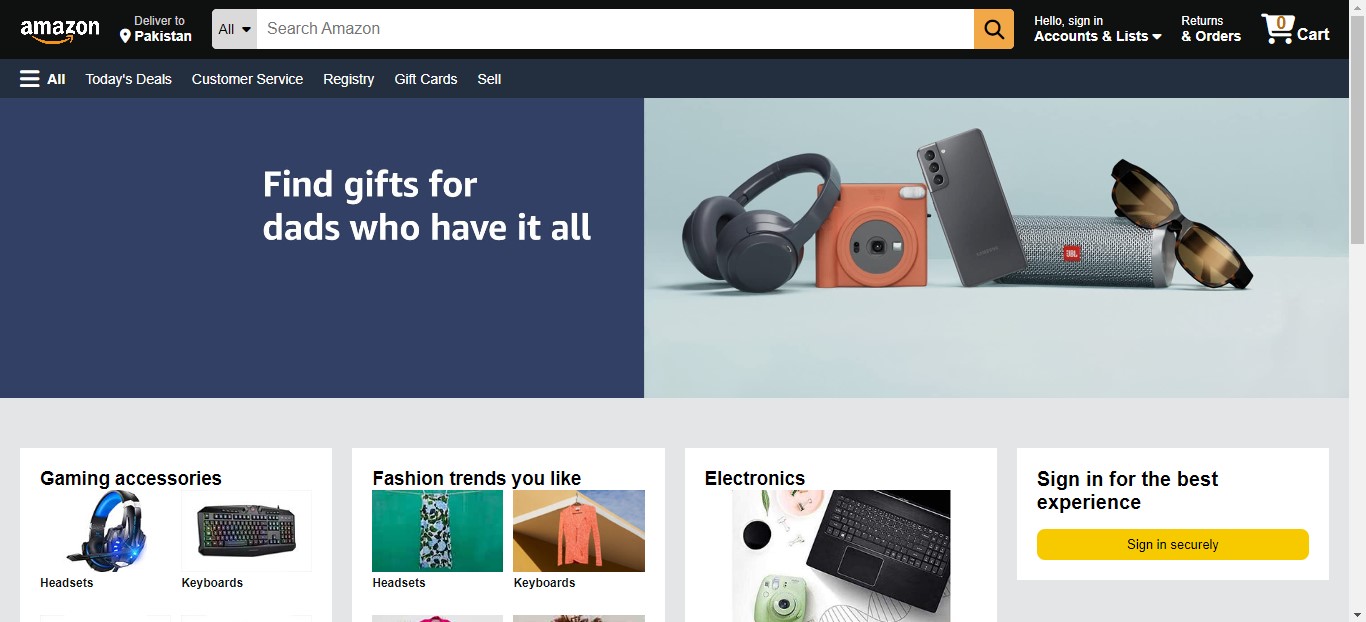 amazon
Deliver to
Pakistan
All
Search Amazon
Hello, sign in
Accounts & Lists
Returns
& Orders
0
Cart
All
Today's Deals
Customer Service
Registry
Gift Cards
Sell
Find gifts for
dads who have it all
SAMSUNG
JBL
Gaming accessories
Headsets
Keyboards
Fashion trends you like
Headsets
Keyboards
Electronics
Sign in for the best
experience
Sign in securely